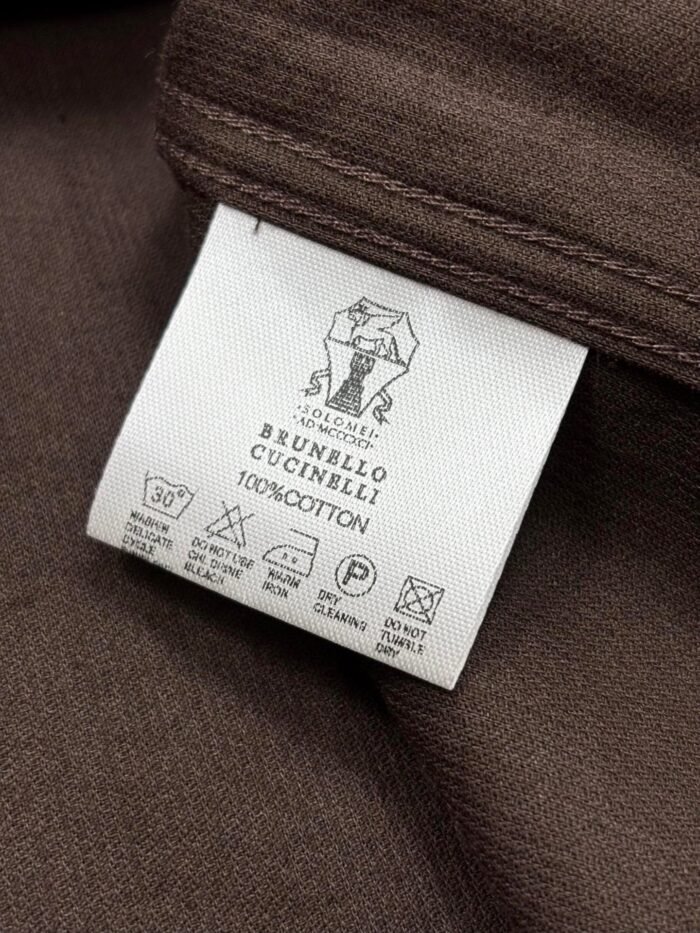 ·SOLOMEI·
·AD·MCCCXCI·
BRUNELLO
CUCINELLI
100%COTTON
30°
DELICATE
CYCLE
DO NOT USE
CHLORINE
BLEACH
WARM
IRON
P
DRY
CLEANING
DO NOT
TUMBLE
DRY